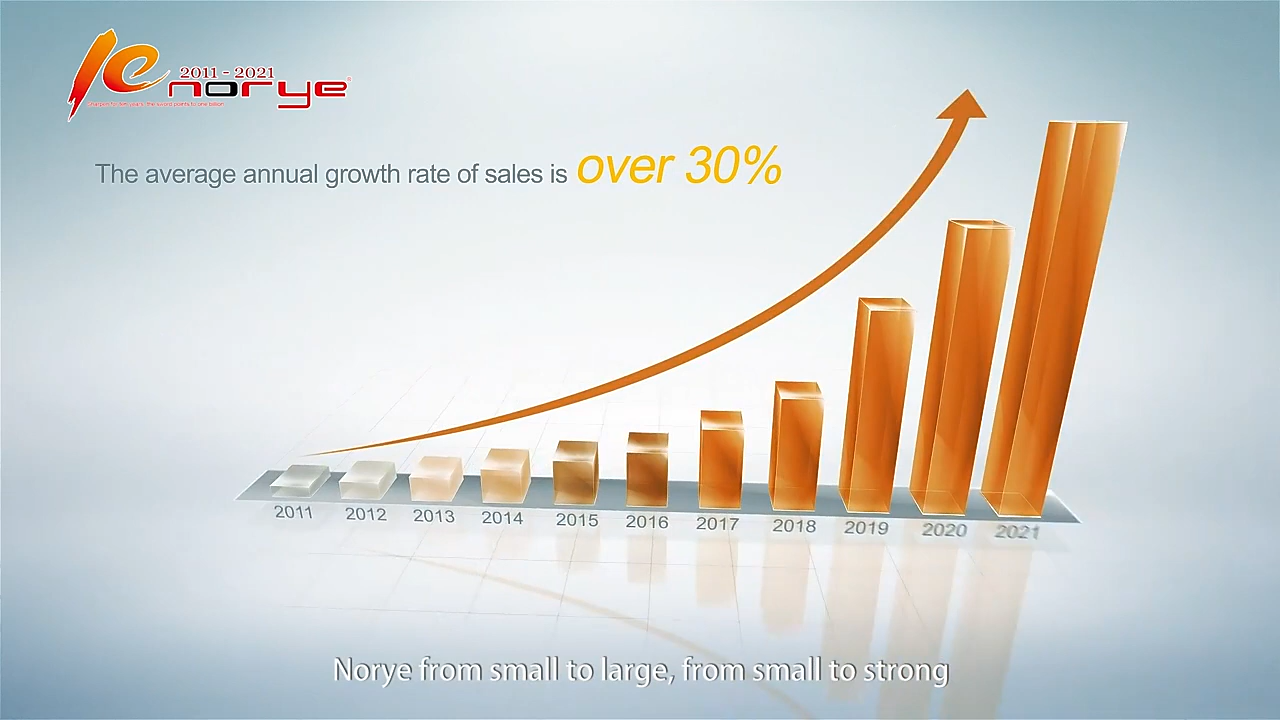 2011 - 2021
norye
The average annual growth rate of sales is over 30%
2011 2012 2013 2014 2015 2016 2017 2018 2019 2020 2021
Norye from small to large, from small to strong